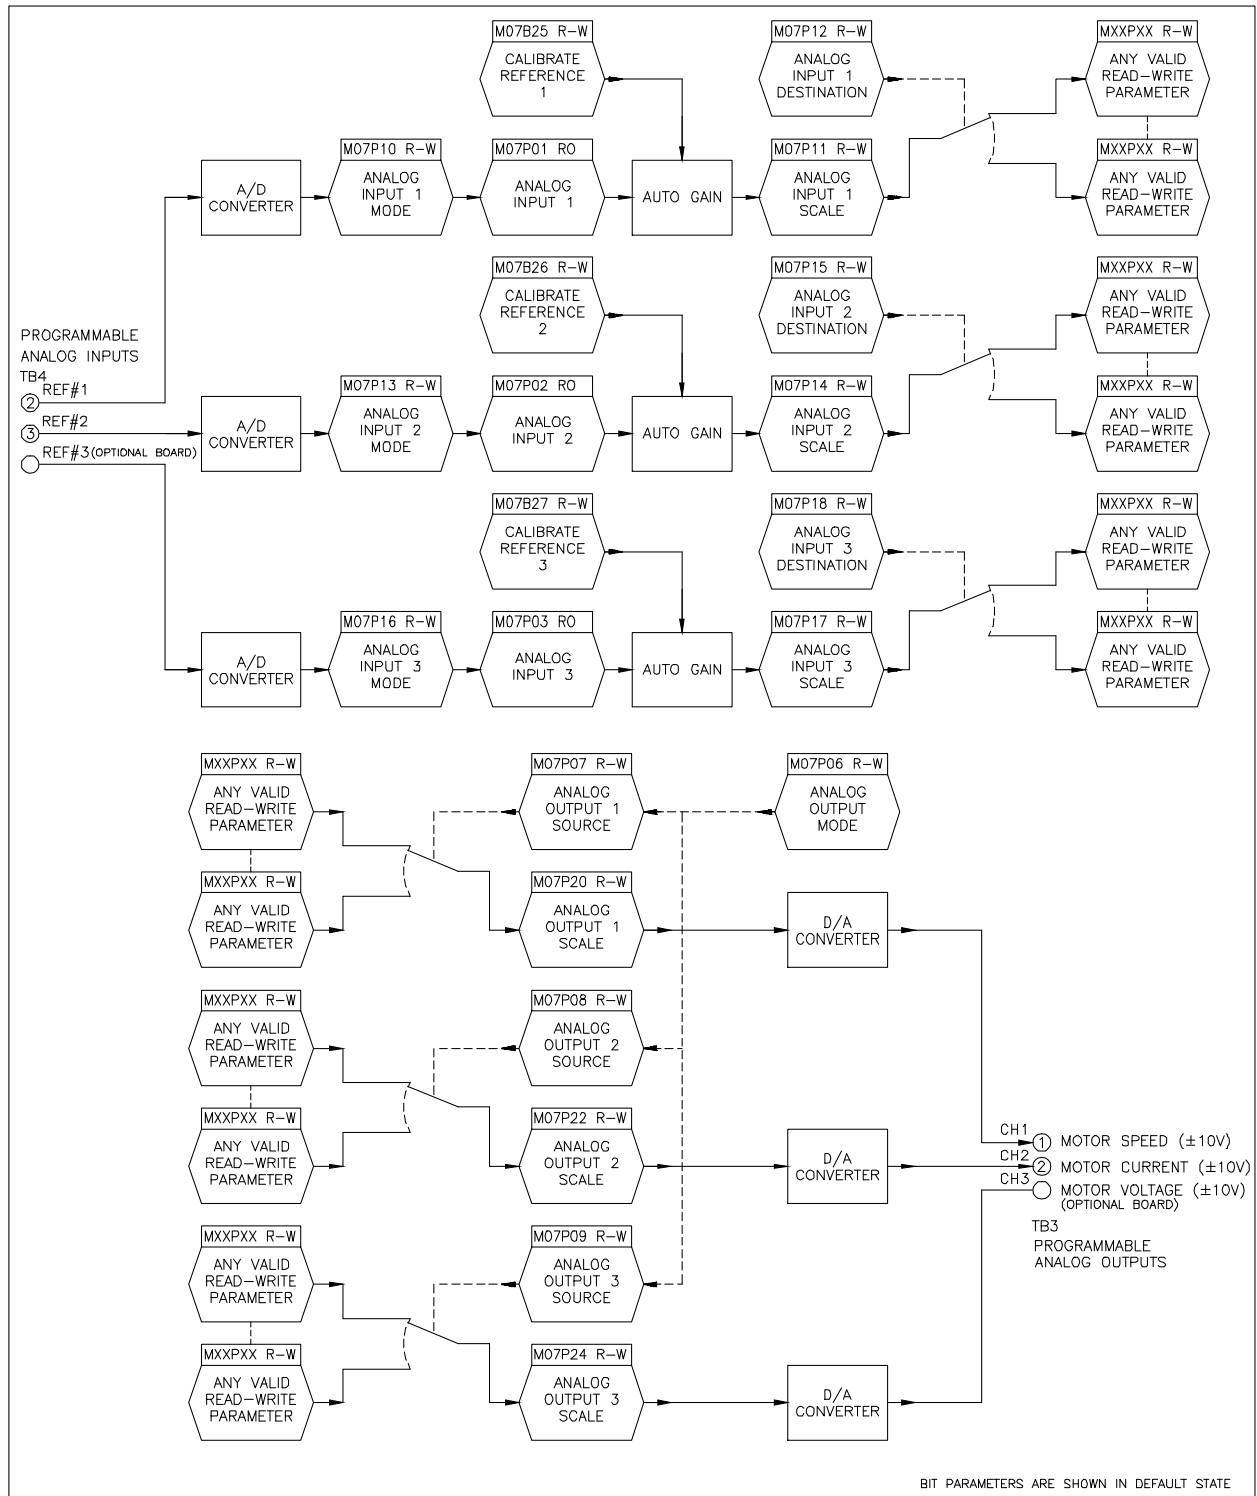 M07B25 R-W
CALIBRATE
REFERENCE
1
M07P12 R-W
ANALOG
INPUT 1
DESTINATION
MXXPXX R-W
ANY VALID
READ-WRITE
PARAMETER
A/D
CONVERTER
M07P10 R-W
ANALOG
INPUT 1
MODE
M07P01 RO
ANALOG
INPUT 1
AUTO GAIN
M07P11 R-W
ANALOG
INPUT 1
SCALE
MXXPXX R-W
ANY VALID
READ-WRITE
PARAMETER
M07B26 R-W
CALIBRATE
REFERENCE
2
M07P15 R-W
ANALOG
INPUT 2
DESTINATION
MXXPXX R-W
ANY VALID
READ-WRITE
PARAMETER
PROGRAMMABLE
ANALOG INPUTS
TB4
2 REF#1
3 REF#2
REF#3 (OPTIONAL BOARD)
A/D
CONVERTER
M07P13 R-W
ANALOG
INPUT 2
MODE
M07P02 RO
ANALOG
INPUT 2
AUTO GAIN
M07P14 R-W
ANALOG
INPUT 2
SCALE
MXXPXX R-W
ANY VALID
READ-WRITE
PARAMETER
M07B27 R-W
CALIBRATE
REFERENCE
3
M07P18 R-W
ANALOG
INPUT 3
DESTINATION
MXXPXX R-W
ANY VALID
READ-WRITE
PARAMETER
A/D
CONVERTER
M07P16 R-W
ANALOG
INPUT 3
MODE
M07P03 RO
ANALOG
INPUT 3
AUTO GAIN
M07P17 R-W
ANALOG
INPUT 3
SCALE
MXXPXX R-W
ANY VALID
READ-WRITE
PARAMETER
MXXPXX R-W
ANY VALID
READ-WRITE
PARAMETER
M07P07 R-W
ANALOG
OUTPUT 1
SOURCE
M07P06 R-W
ANALOG
OUTPUT
MODE
MXXPXX R-W
ANY VALID
READ-WRITE
PARAMETER
M07P20 R-W
ANALOG
OUTPUT 1
SCALE
D/A
CONVERTER
MXXPXX R-W
ANY VALID
READ-WRITE
PARAMETER
M07P08 R-W
ANALOG
OUTPUT 2
SOURCE
MXXPXX R-W
ANY VALID
READ-WRITE
PARAMETER
M07P22 R-W
ANALOG
OUTPUT 2
SCALE
D/A
CONVERTER
CH1
1 MOTOR SPEED (±10V)
CH2
2 MOTOR CURRENT (±10V)
CH3
MOTOR VOLTAGE (±10V)
(OPTIONAL BOARD)
TB3
PROGRAMMABLE
ANALOG OUTPUTS
MXXPXX R-W
ANY VALID
READ-WRITE
PARAMETER
M07P09 R-W
ANALOG
OUTPUT 3
SOURCE
MXXPXX R-W
ANY VALID
READ-WRITE
PARAMETER
M07P24 R-W
ANALOG
OUTPUT 3
SCALE
D/A
CONVERTER
BIT PARAMETERS ARE SHOWN IN DEFAULT STATE